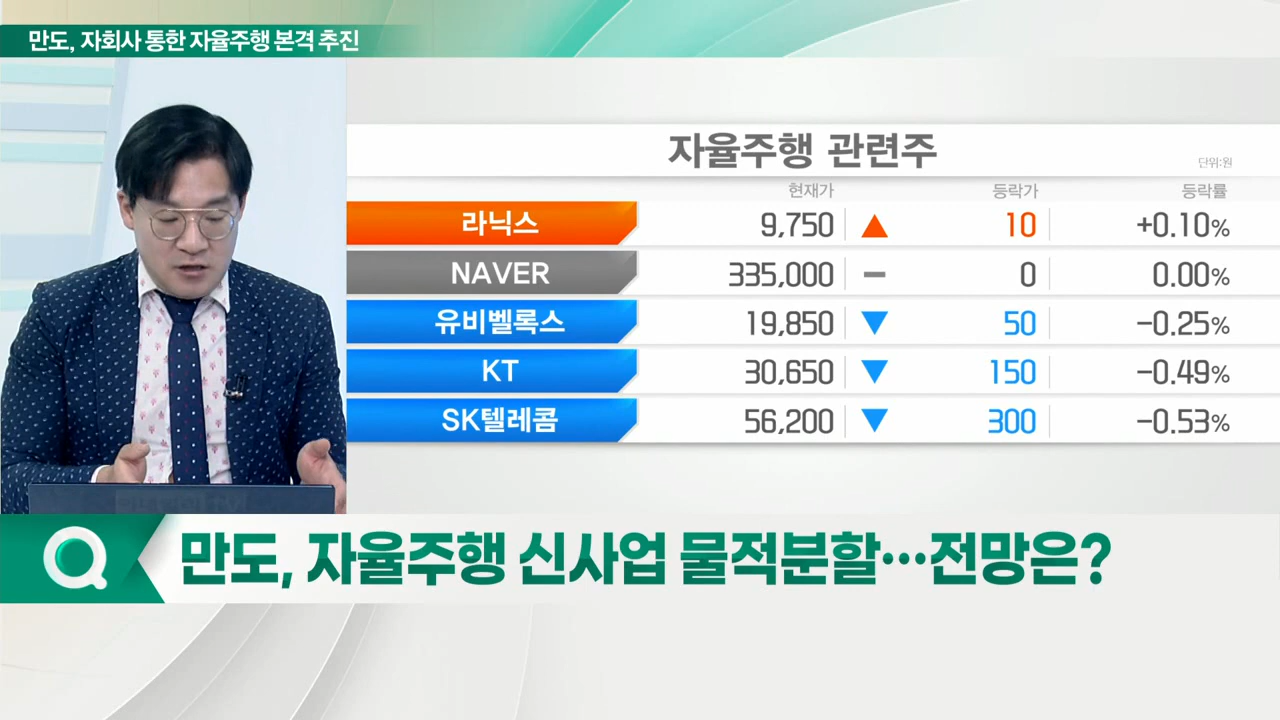 만도, 자회사 통한 자율주행 본격 추진
자율주행 관련주
단위:원
현재가 등락가 등락률
라닉스 9,750 ▲ 10 +0.10%
NAVER 335,000 - 0 0.00%
유비벨록스 19,850 ▼ 50 -0.25%
KT 30,650 ▼ 150 -0.49%
SK텔레콤 56,200 ▼ 300 -0.53%
만도, 자율주행 신사업 물적분할…전망은?